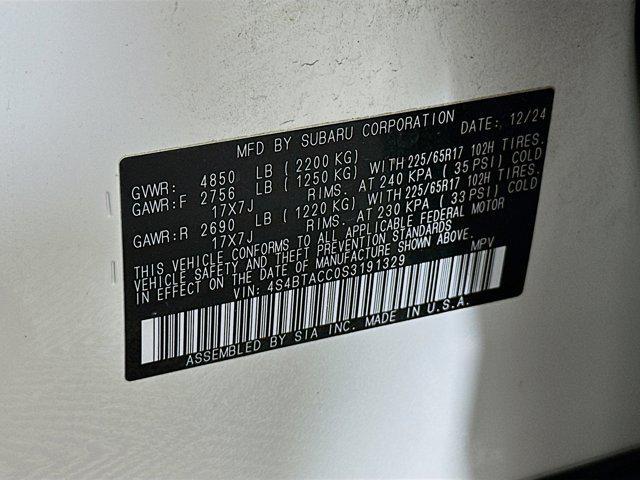 MFD BY SUBARU CORPORATION DATE: 12/24
GVWR: 4850 LB (2200 KG)
GAWR:F 2756 LB (1250 KG) WITH 225/65R17 102H TIRES.
17X7J RIMS. AT 240 KPA (35 PSI) COLD
GAWR:R 2690 LB (1220 KG) WITH 225/65R17 102H TIRES.
17X7J RIMS. AT 230 KPA (33 PSI) COLD
THIS VEHICLE CONFORMS TO ALL APPLICABLE FEDERAL MOTOR
VEHICLE SAFETY AND THEFT PREVENTION STANDARDS
IN EFFECT ON THE DATE OF MANUFACTURE SHOWN ABOVE.
VIN: 4S4BTACC0S3191329 MPV
ASSEMBLED BY SIA INC. MADE IN U.S.A.